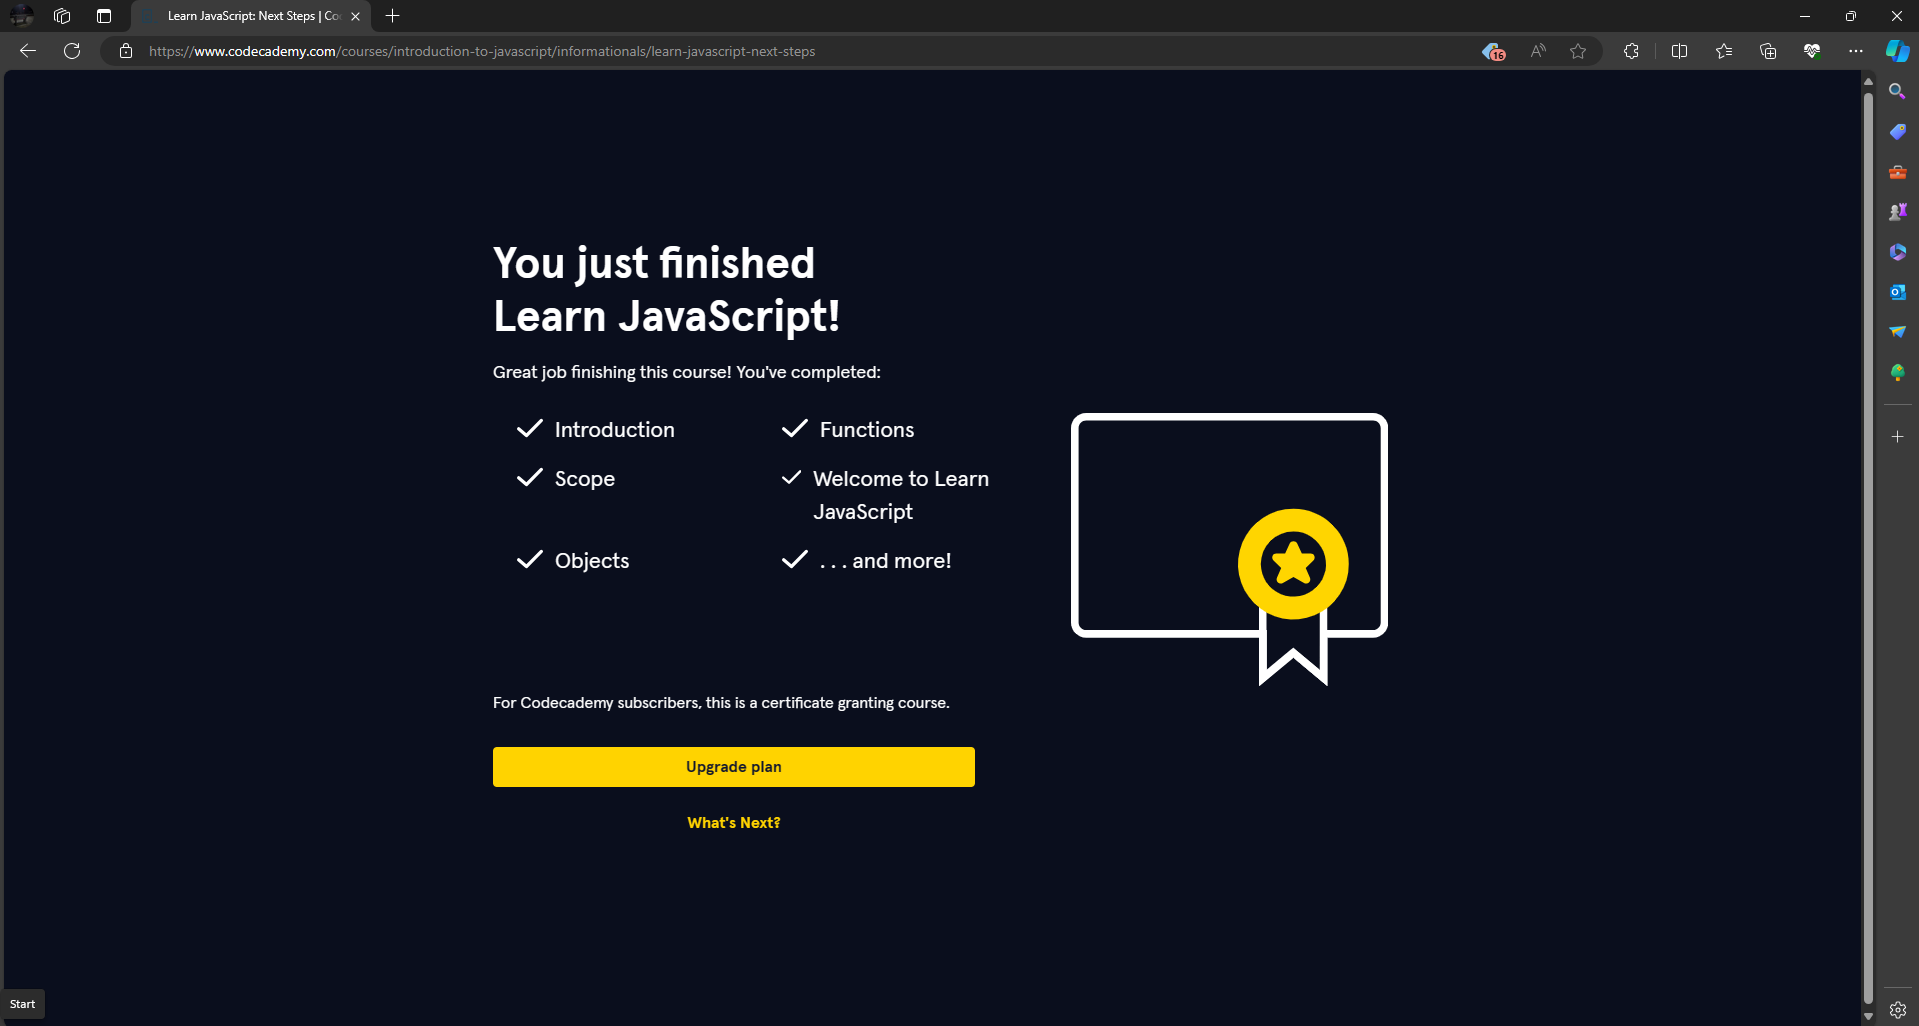 Learn JavaScript: Next Steps | Co
https://www.codecademy.com/courses/introduction-to-javascript/informationals/learn-javascript-next-steps
16
You just finished
Learn JavaScript!
Great job finishing this course! You've completed:
Introduction
Functions
Scope
Welcome to Learn
JavaScript
Objects
. . . and more!
For Codecademy subscribers, this is a certificate granting course.
Upgrade plan
What's Next?
Start